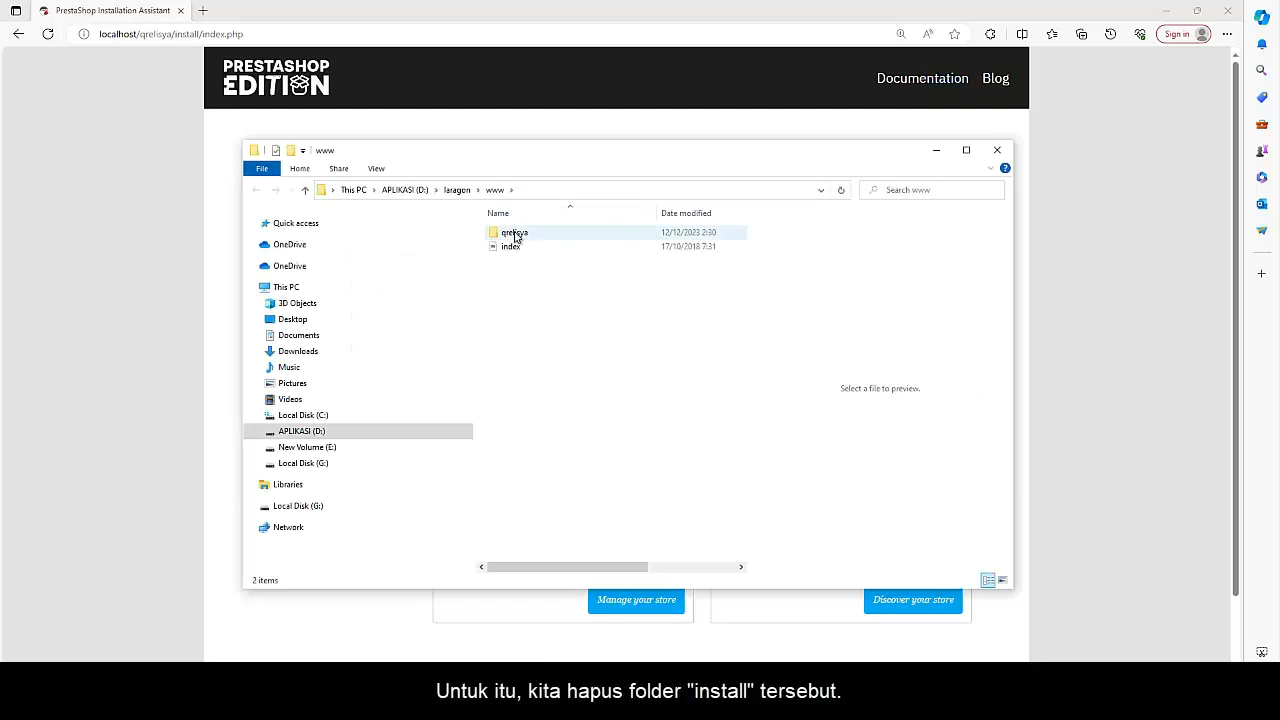 PrestaShop Installation Assistant
localhost/qrelisya/install/index.php
Sign in
PRESTASHOP
EDITION
Documentation Blog
www
File Home Share View
This PC > APLIKASI (D:) > laragon > www >
Search www
Name Date modified
qrelisya 12/12/2023 2:30
index 17/10/2018 7:31
Quick access
OneDrive
OneDrive
This PC
3D Objects
Desktop
Documents
Downloads
Music
Pictures
Videos
Local Disk (C:)
APLIKASI (D:)
New Volume (E:)
Local Disk (G:)
Libraries
Local Disk (G:)
Network
Select a file to preview.
2 items
Manage your store Discover your store
Untuk itu, kita hapus folder "install" tersebut.